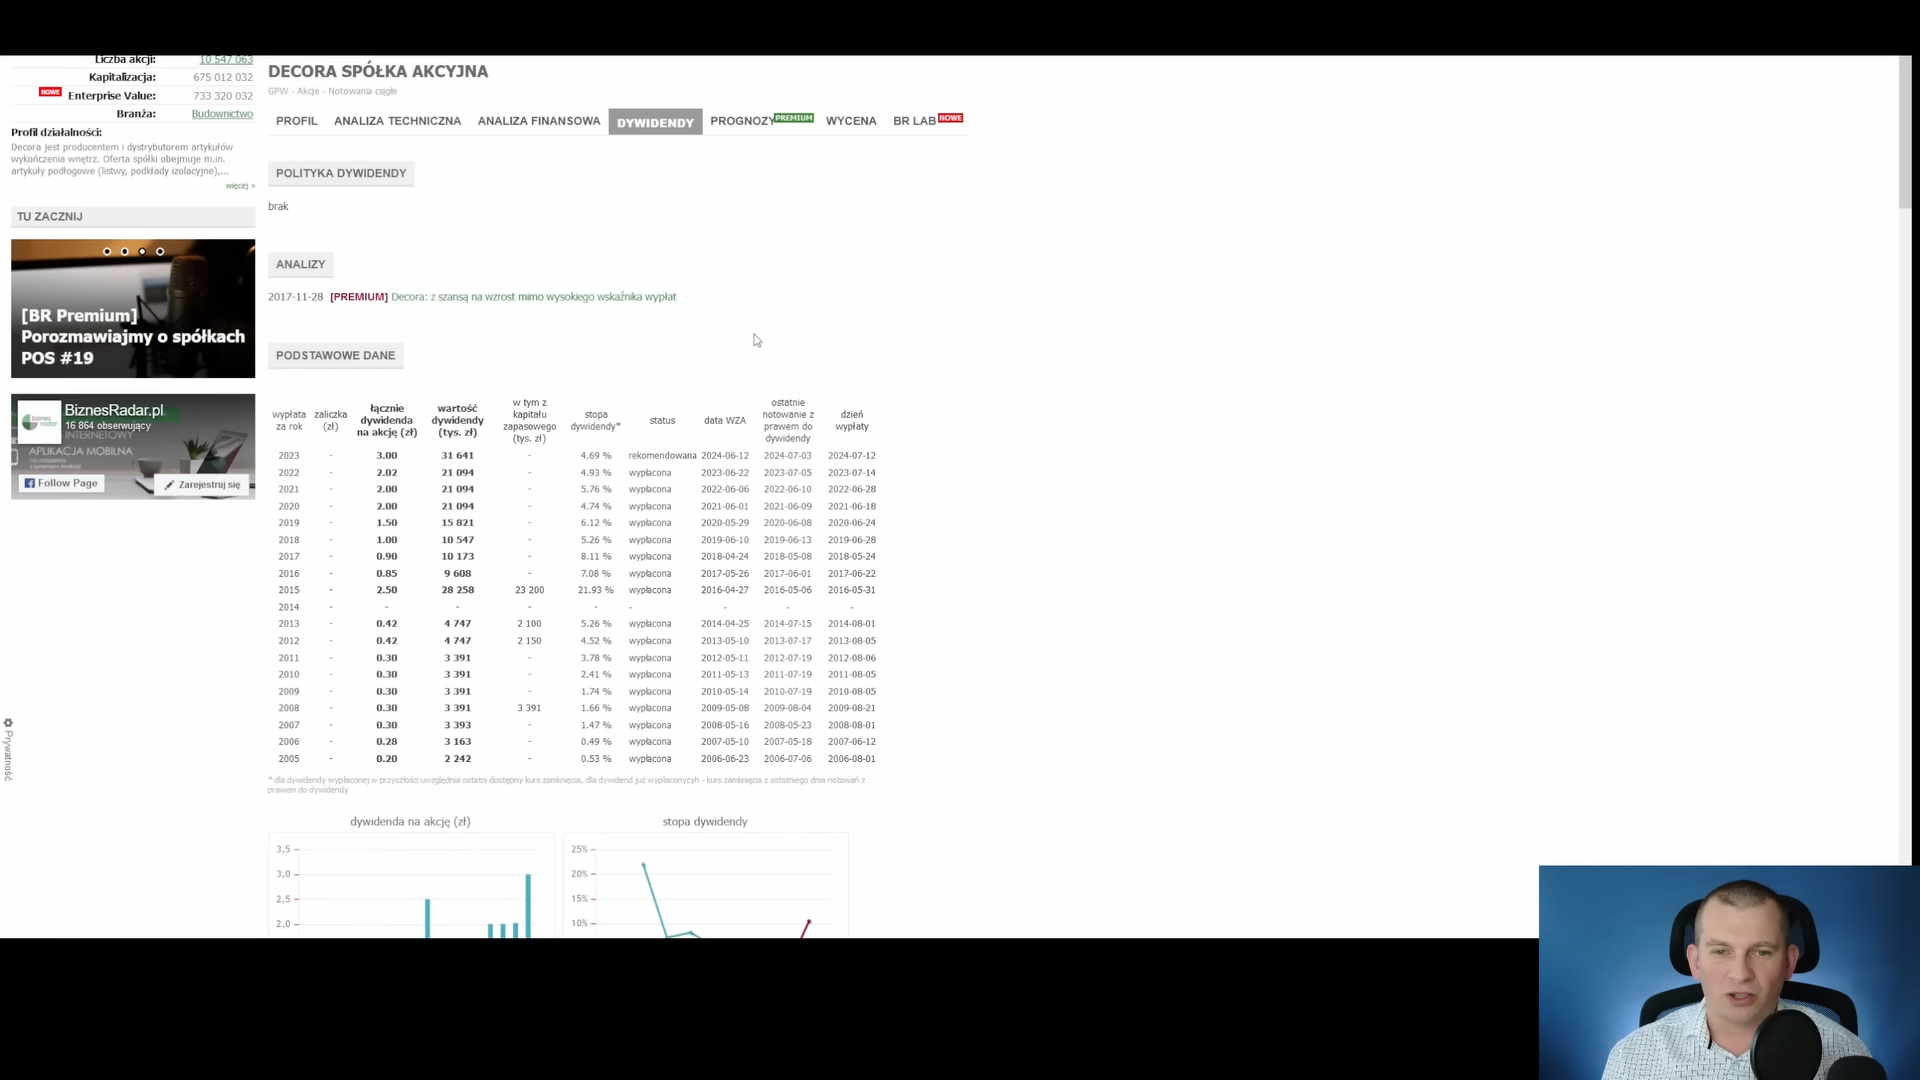 Liczba akcji: 10 547 063
Kapitalizacja: 675 012 032
NOWE Enterprise Value: 733 320 032
Branża: Budownictwo
Profil działalności:
Decora jest producentem i dystrybutorem artykułów
wykończenia wnętrz. Oferta spółki obejmuje m.in.
artykuły podłogowe (listwy, podkłady izolacyjne),...
więcej »
TU ZACZNIJ
[BR Premium]
Porozmawiajmy o spółkach
POS #19
biznes
radar
BiznesRadar.pl
16 864 obserwujący
INTERNETOWY
APLIKACJA MOBILNA
Follow Page
Zarejestruj się
Prywatność
DECORA SPÓŁKA AKCYJNA
GPW - Akcje - Notowania ciągłe
PROFIL ANALIZA TECHNICZNA ANALIZA FINANSOWA DYWIDENDY PROGNOZY PREMIUM WYCENA BR LAB NOWE
POLITYKA DYWIDENDY
brak
ANALIZY
2017-11-28 [PREMIUM] Decora: z szansą na wzrost mimo wysokiego wskaźnika wypłat
PODSTAWOWE DANE
wypłata za rok zaliczka (zł) łącznie dywidenda na akcję (zł) wartość dywidendy (tys. zł) w tym z kapitału zapasowego (tys. zł) stopa dywidendy* status data WZA ostatnie notowanie z prawem do dywidendy dzień wypłaty
2023 - 3.00 31 641 - 4.69 % rekomendowana 2024-06-12 2024-07-03 2024-07-12
2022 - 2.02 21 094 - 4.93 % wypłacona 2023-06-22 2023-07-05 2023-07-14
2021 - 2.00 21 094 - 5.76 % wypłacona 2022-06-06 2022-06-10 2022-06-28
2020 - 2.00 21 094 - 4.74 % wypłacona 2021-06-01 2021-06-09 2021-06-18
2019 - 1.50 15 821 - 6.12 % wypłacona 2020-05-29 2020-06-08 2020-06-24
2018 - 1.00 10 547 - 5.26 % wypłacona 2019-06-10 2019-06-13 2019-06-28
2017 - 0.90 10 173 - 8.11 % wypłacona 2018-04-24 2018-05-08 2018-05-24
2016 - 0.85 9 608 - 7.08 % wypłacona 2017-05-26 2017-06-01 2017-06-22
2015 - 2.50 28 258 23 200 21.93 % wypłacona 2016-04-27 2016-05-06 2016-05-31
2014 - - - - - - - - -
2013 - 0.42 4 747 2 100 5.26 % wypłacona 2014-04-25 2014-07-15 2014-08-01
2012 - 0.42 4 747 2 150 4.52 % wypłacona 2013-05-10 2013-07-17 2013-08-05
2011 - 0.30 3 391 - 3.78 % wypłacona 2012-05-11 2012-07-19 2012-08-06
2010 - 0.30 3 391 - 2.41 % wypłacona 2011-05-13 2011-07-19 2011-08-05
2009 - 0.30 3 391 - 1.74 % wypłacona 2010-05-14 2010-07-19 2010-08-05
2008 - 0.30 3 391 3 391 1.66 % wypłacona 2009-05-08 2009-08-04 2009-08-21
2007 - 0.30 3 393 - 1.47 % wypłacona 2008-05-16 2008-05-23 2008-08-01
2006 - 0.28 3 163 - 0.49 % wypłacona 2007-05-10 2007-05-18 2007-06-12
2005 - 0.20 2 242 - 0.53 % wypłacona 2006-06-23 2006-07-06 2006-08-01
* dla dywidendy wypłaconej w przyszłości uwzględnia ostatni dostępny kurs zamknięcia, dla dywidend już wypłaconych - kurs zamknięcia z ostatniego dnia notowań z
prawem do dywidendy
dywidenda na akcję (zł)
3,5
3,0
2,5
2,0
stopa dywidendy
25%
20%
15%
10%